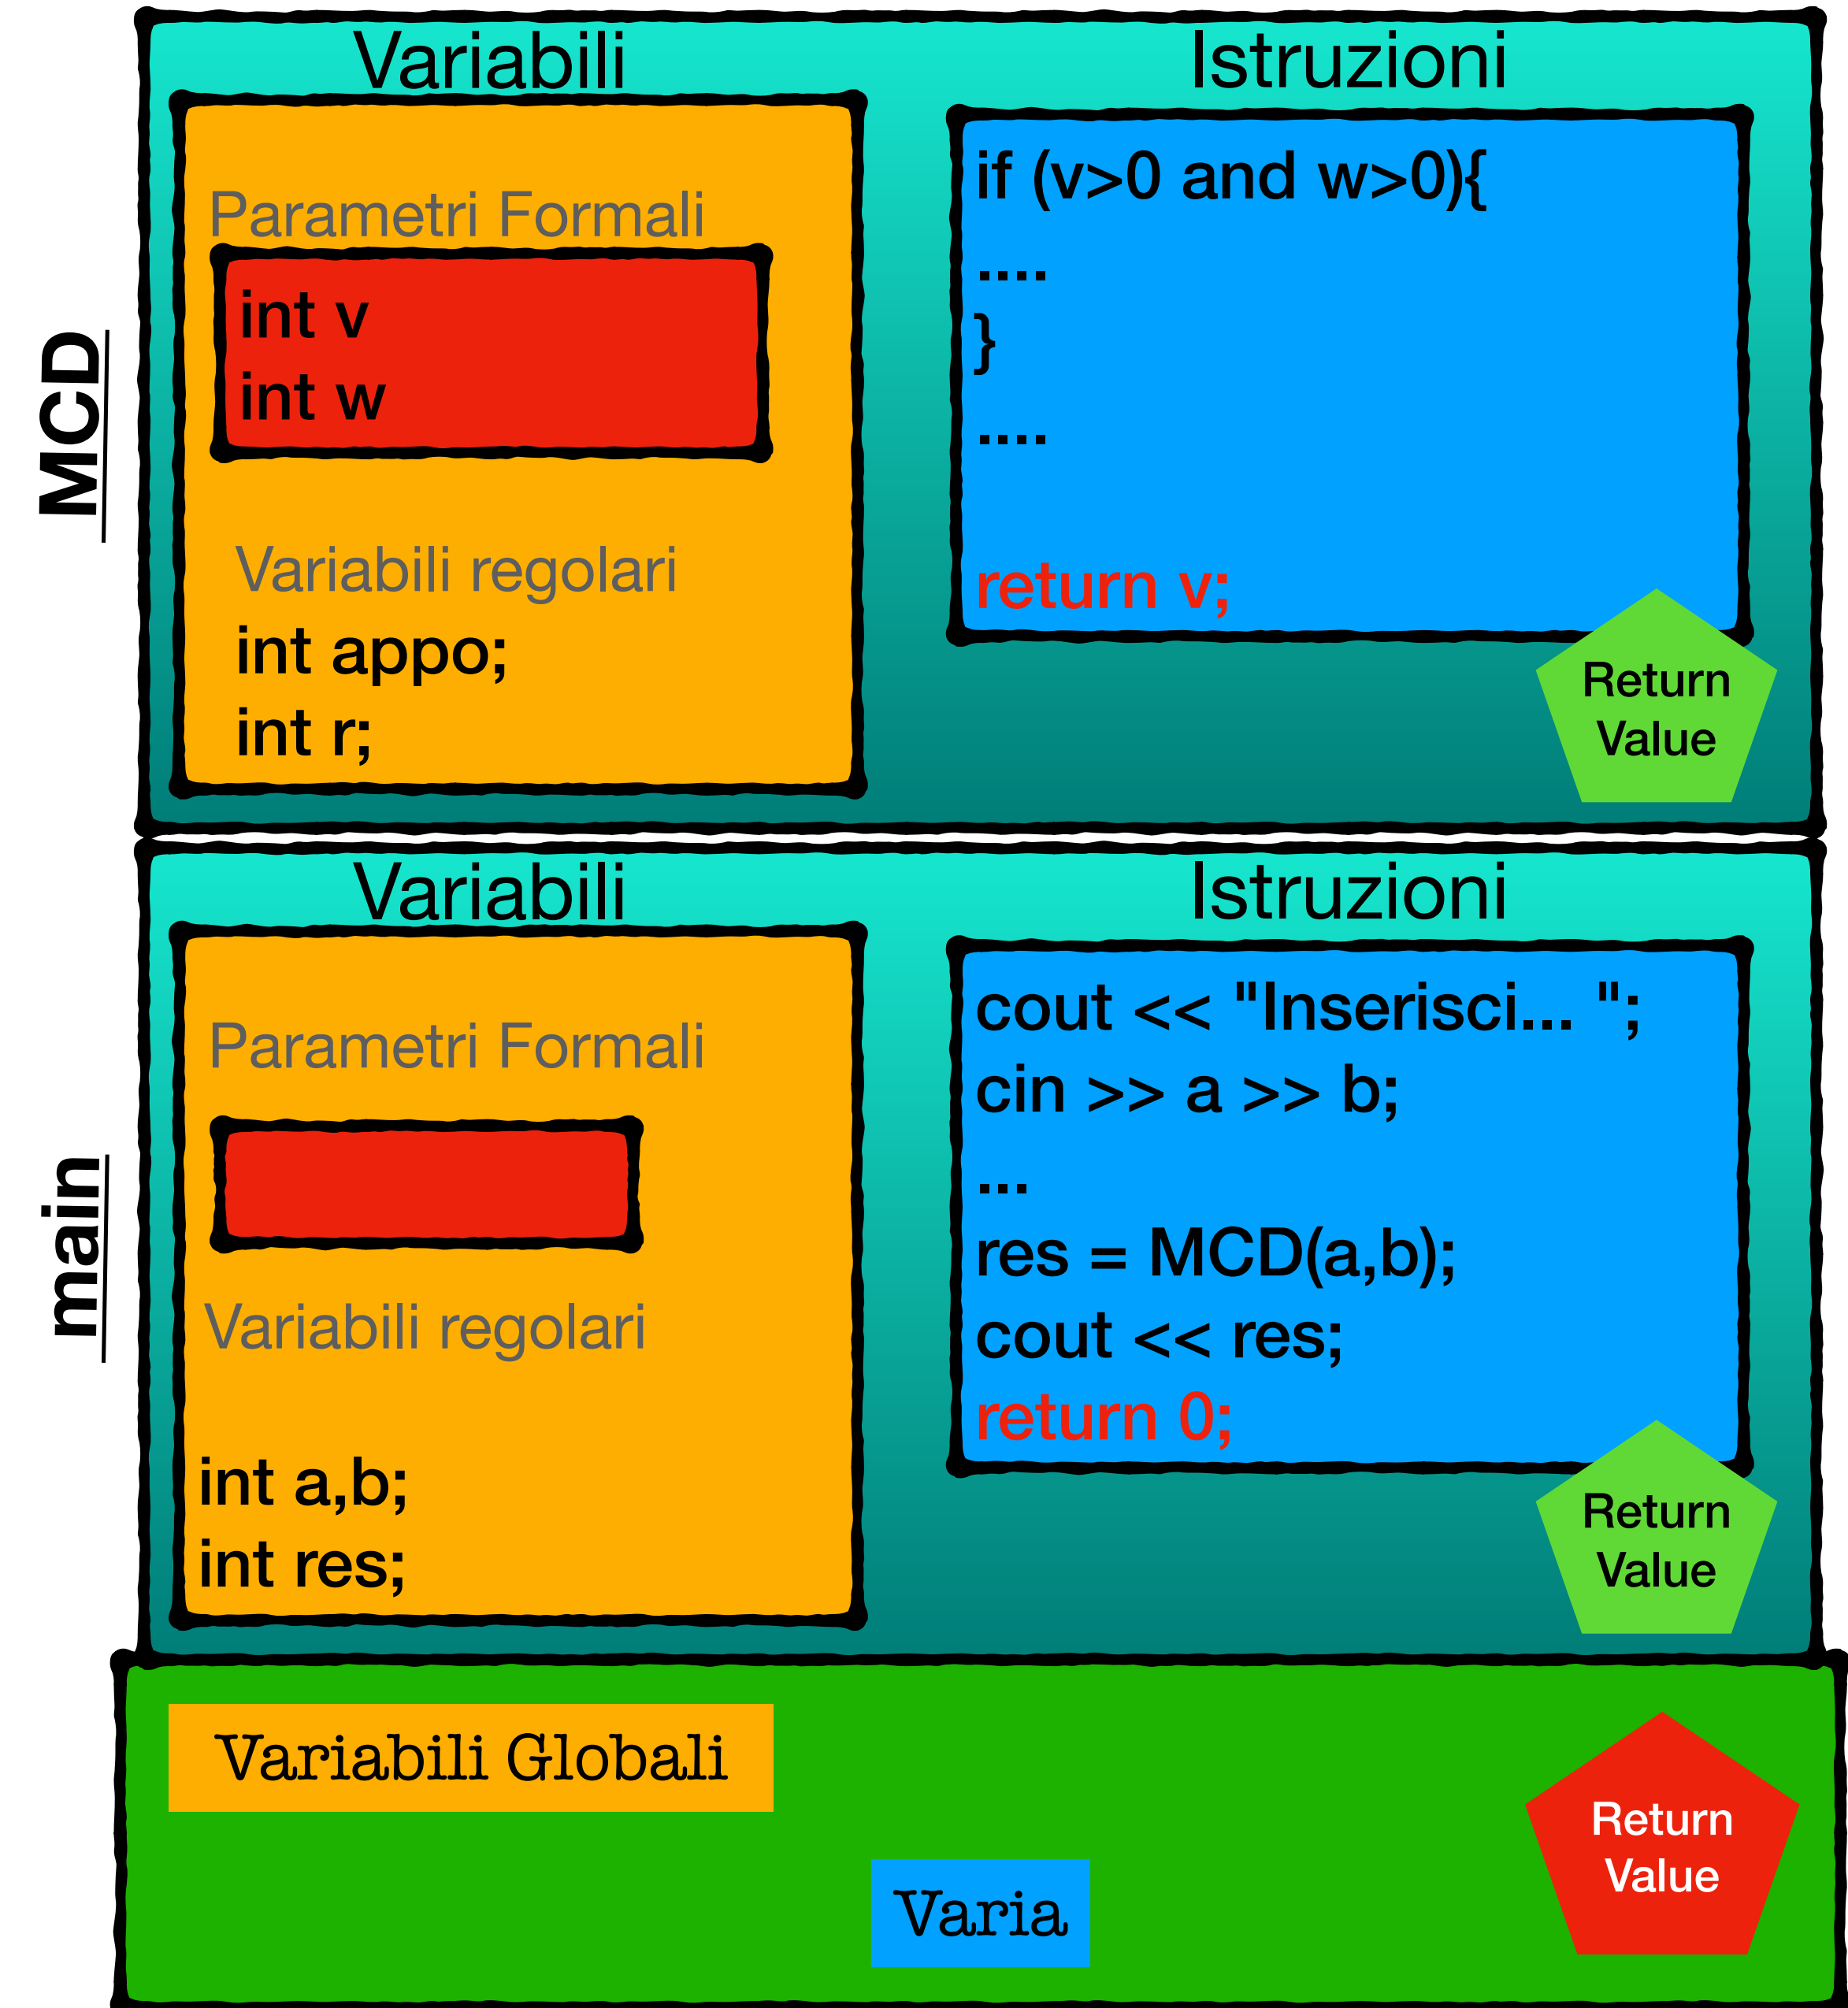 MCD
Variabili
Parametri Formali
int v
int w
Variabili regolari
int appo;
int r;
Istruzioni
if (v>0 and w>0){
....
}
....
return v;
Return
Value
main
Variabili
Parametri Formali
Variabili regolari
int a,b;
int res;
Istruzioni
cout << "Inserisci... ";
cin >> a >> b;
...
res = MCD(a,b);
cout << res;
return 0;
Return
Value
Variabili Globali
Varia
Return
Value